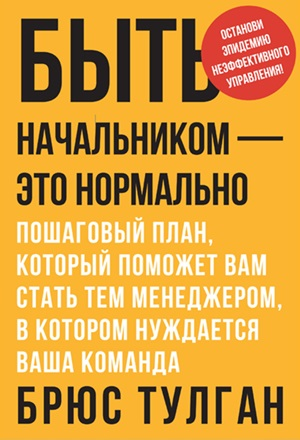 БЫТЬ
ОСТАНОВИ
ЭПИДЕМИЮ
НЕЭФФЕКТИВНОГО
УПРАВЛЕНИЯ!
НАЧАЛЬНИКОМ —
ЭТО НОРМАЛЬНО
ПОШАГОВЫЙ ПЛАН,
КОТОРЫЙ ПОМОЖЕТ ВАМ
СТАТЬ ТЕМ МЕНЕДЖЕРОМ,
В КОТОРОМ НУЖДАЕТСЯ
ВАША КОМАНДА
БРЮС ТУЛГАН